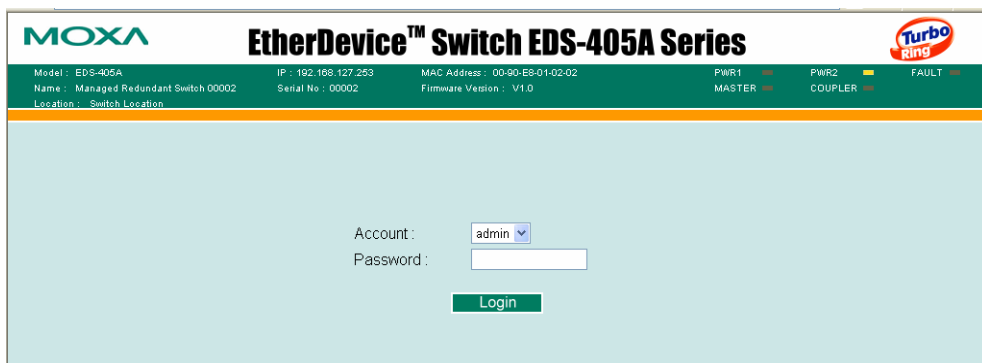 MOXA EtherDevice™ Switch EDS-405A Series Turbo Ring
Model : EDS-405A IP : 192.168.127.253 MAC Address : 00-90-E8-01-02-02 PWR1 PWR2 FAULT
Name : Managed Redundant Switch 00002 Serial No : 00002 Firmware Version : V1.0 MASTER COUPLER
Location : Switch Location
Account : admin
Password :
Login